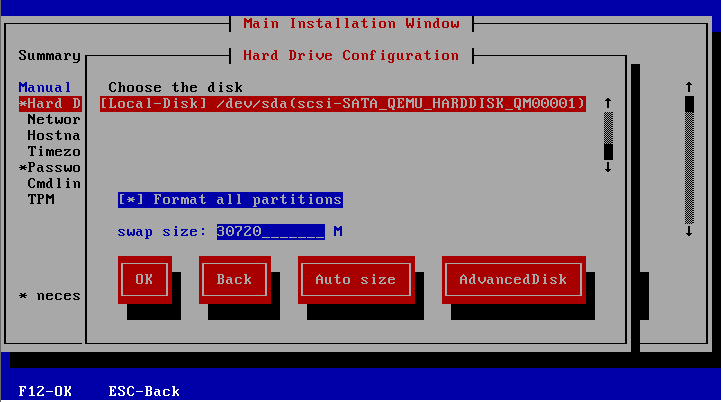 Main Installation Window
Summary
Hard Drive Configuration
Manual
Choose the disk
*Hard D
[Local-Disk] /dev/sda(scsi-SATA_QEMU_HARDDISK_QM00001)
Networ
Hostna
Timezo
*Passwo
Cmdlin
TPM
[*] Format all partitions
swap size: 30720_______ M
OK Back Auto size AdvancedDisk
* neces
F12-OK ESC-Back